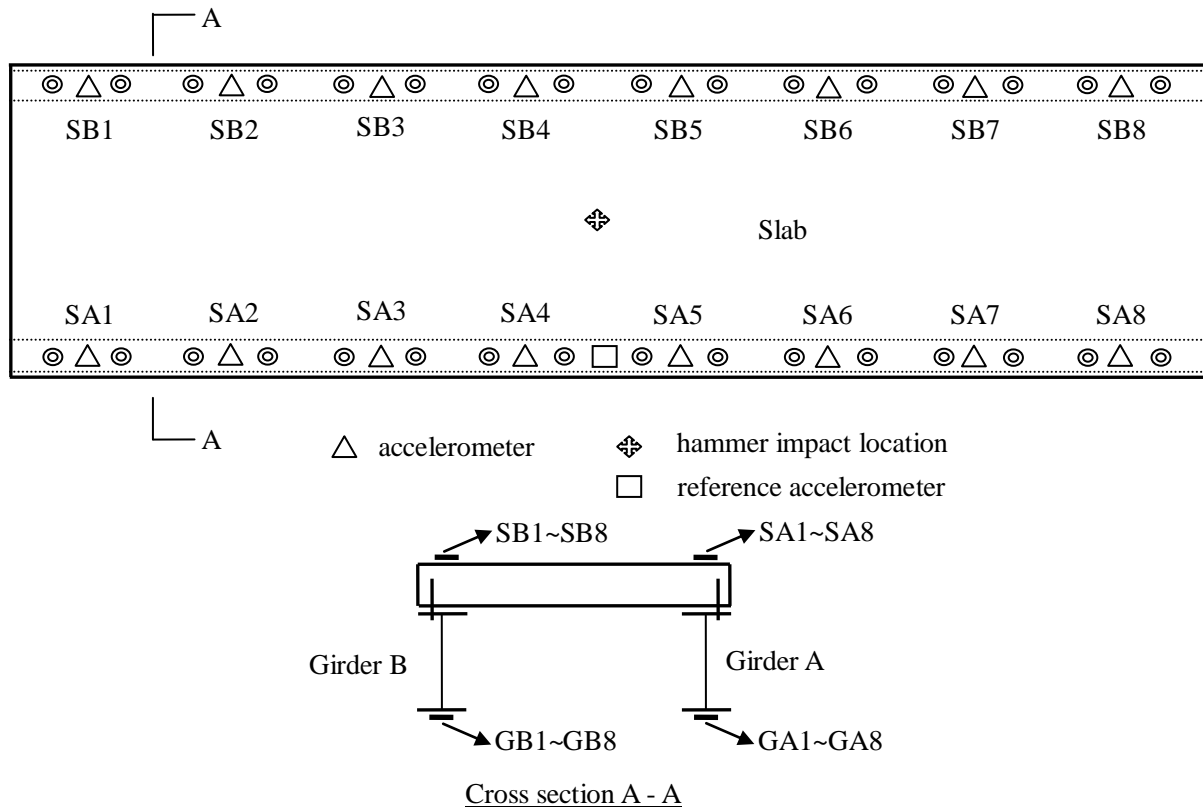 A
SB1 SB2 SB3 SB4 SB5 SB6 SB7 SB8
Slab
SA1 SA2 SA3 SA4 SA5 SA6 SA7 SA8
A
accelerometer
hammer impact location
reference accelerometer
SB1~SB8
SA1~SA8
Girder B
Girder A
GB1~GB8
GA1~GA8
Cross section A - A